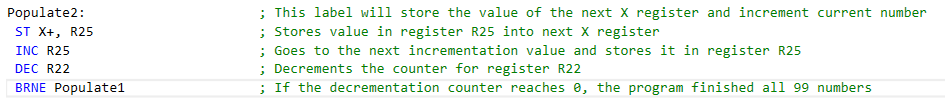 Populate2: ; This label will store the value of the next X register and increment current number
ST X+, R25 ; Stores value in register R25 into next X register
INC R25 ; Goes to the next incrementation value and stores it in register R25
DEC R22 ; Decrements the counter for register R22
BRNE Populate1 ; If the decrementation counter reaches 0, the program finished all 99 numbers